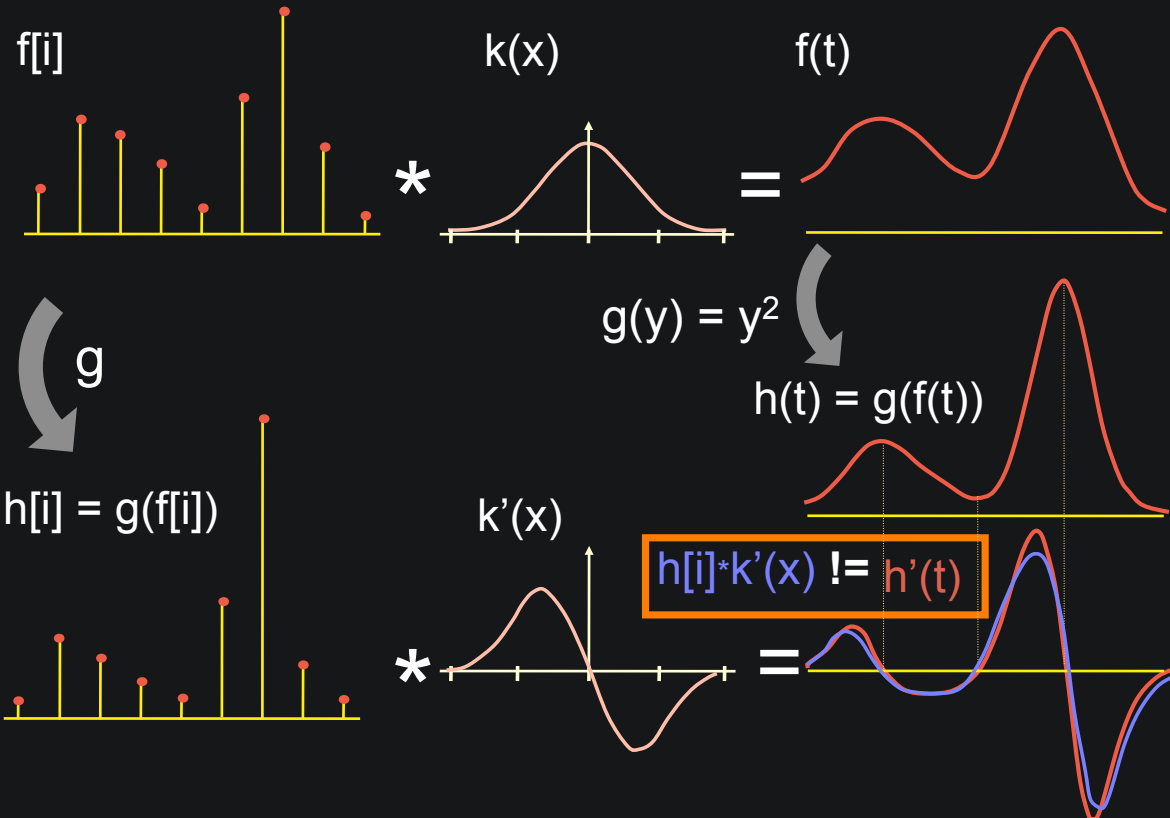 f[i]
k(x)
f(t)
*
=
g(y) = y²
g
h(t) = g(f(t))
h[i] = g(f[i])
k’(x)
h[i]*k’(x) != h’(t)
*
=